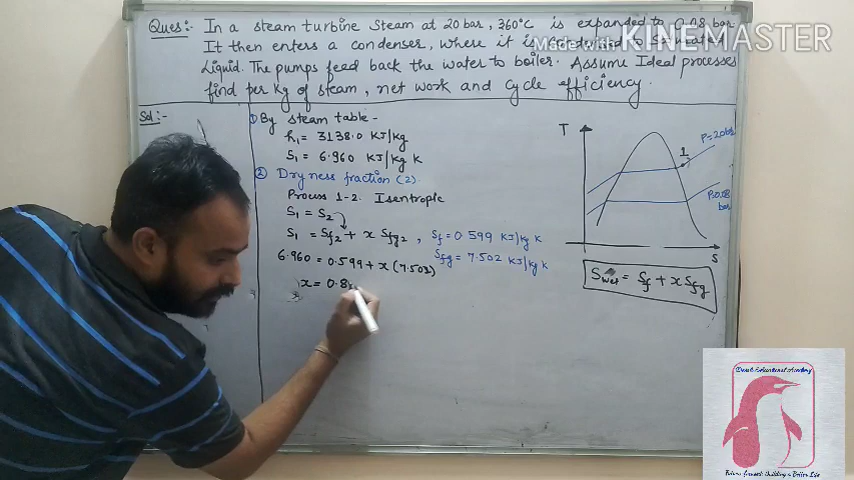 Ques:- In a steam turbine steam at 20 bar, 360°C is expanded to 0.08 bar
It then enters a condenser, where it is
Made with KINEMASTER
Liquid. The pumps feed back the water to boiler. Assume Ideal processes
find per Kg of steam, net work and Cycle efficiency.
Sol:-
① By steam table -
h1 = 3138.0 KJ/kg
S1 = 6.960 KJ/kg K
② Dryness fraction (2)
Process 1-2 Isentropic
S1 = S2
S1 = Sf2 + x Sfg2 , Sf = 0.599 KJ/kg K
Sfg = 7.502 KJ/kg K
6.960 = 0.599 + x (7.502)
x = 0.8
T
1
P=20bar
P=0.08
bar
S
Swet = Sf + x Sfg
Educational Academy